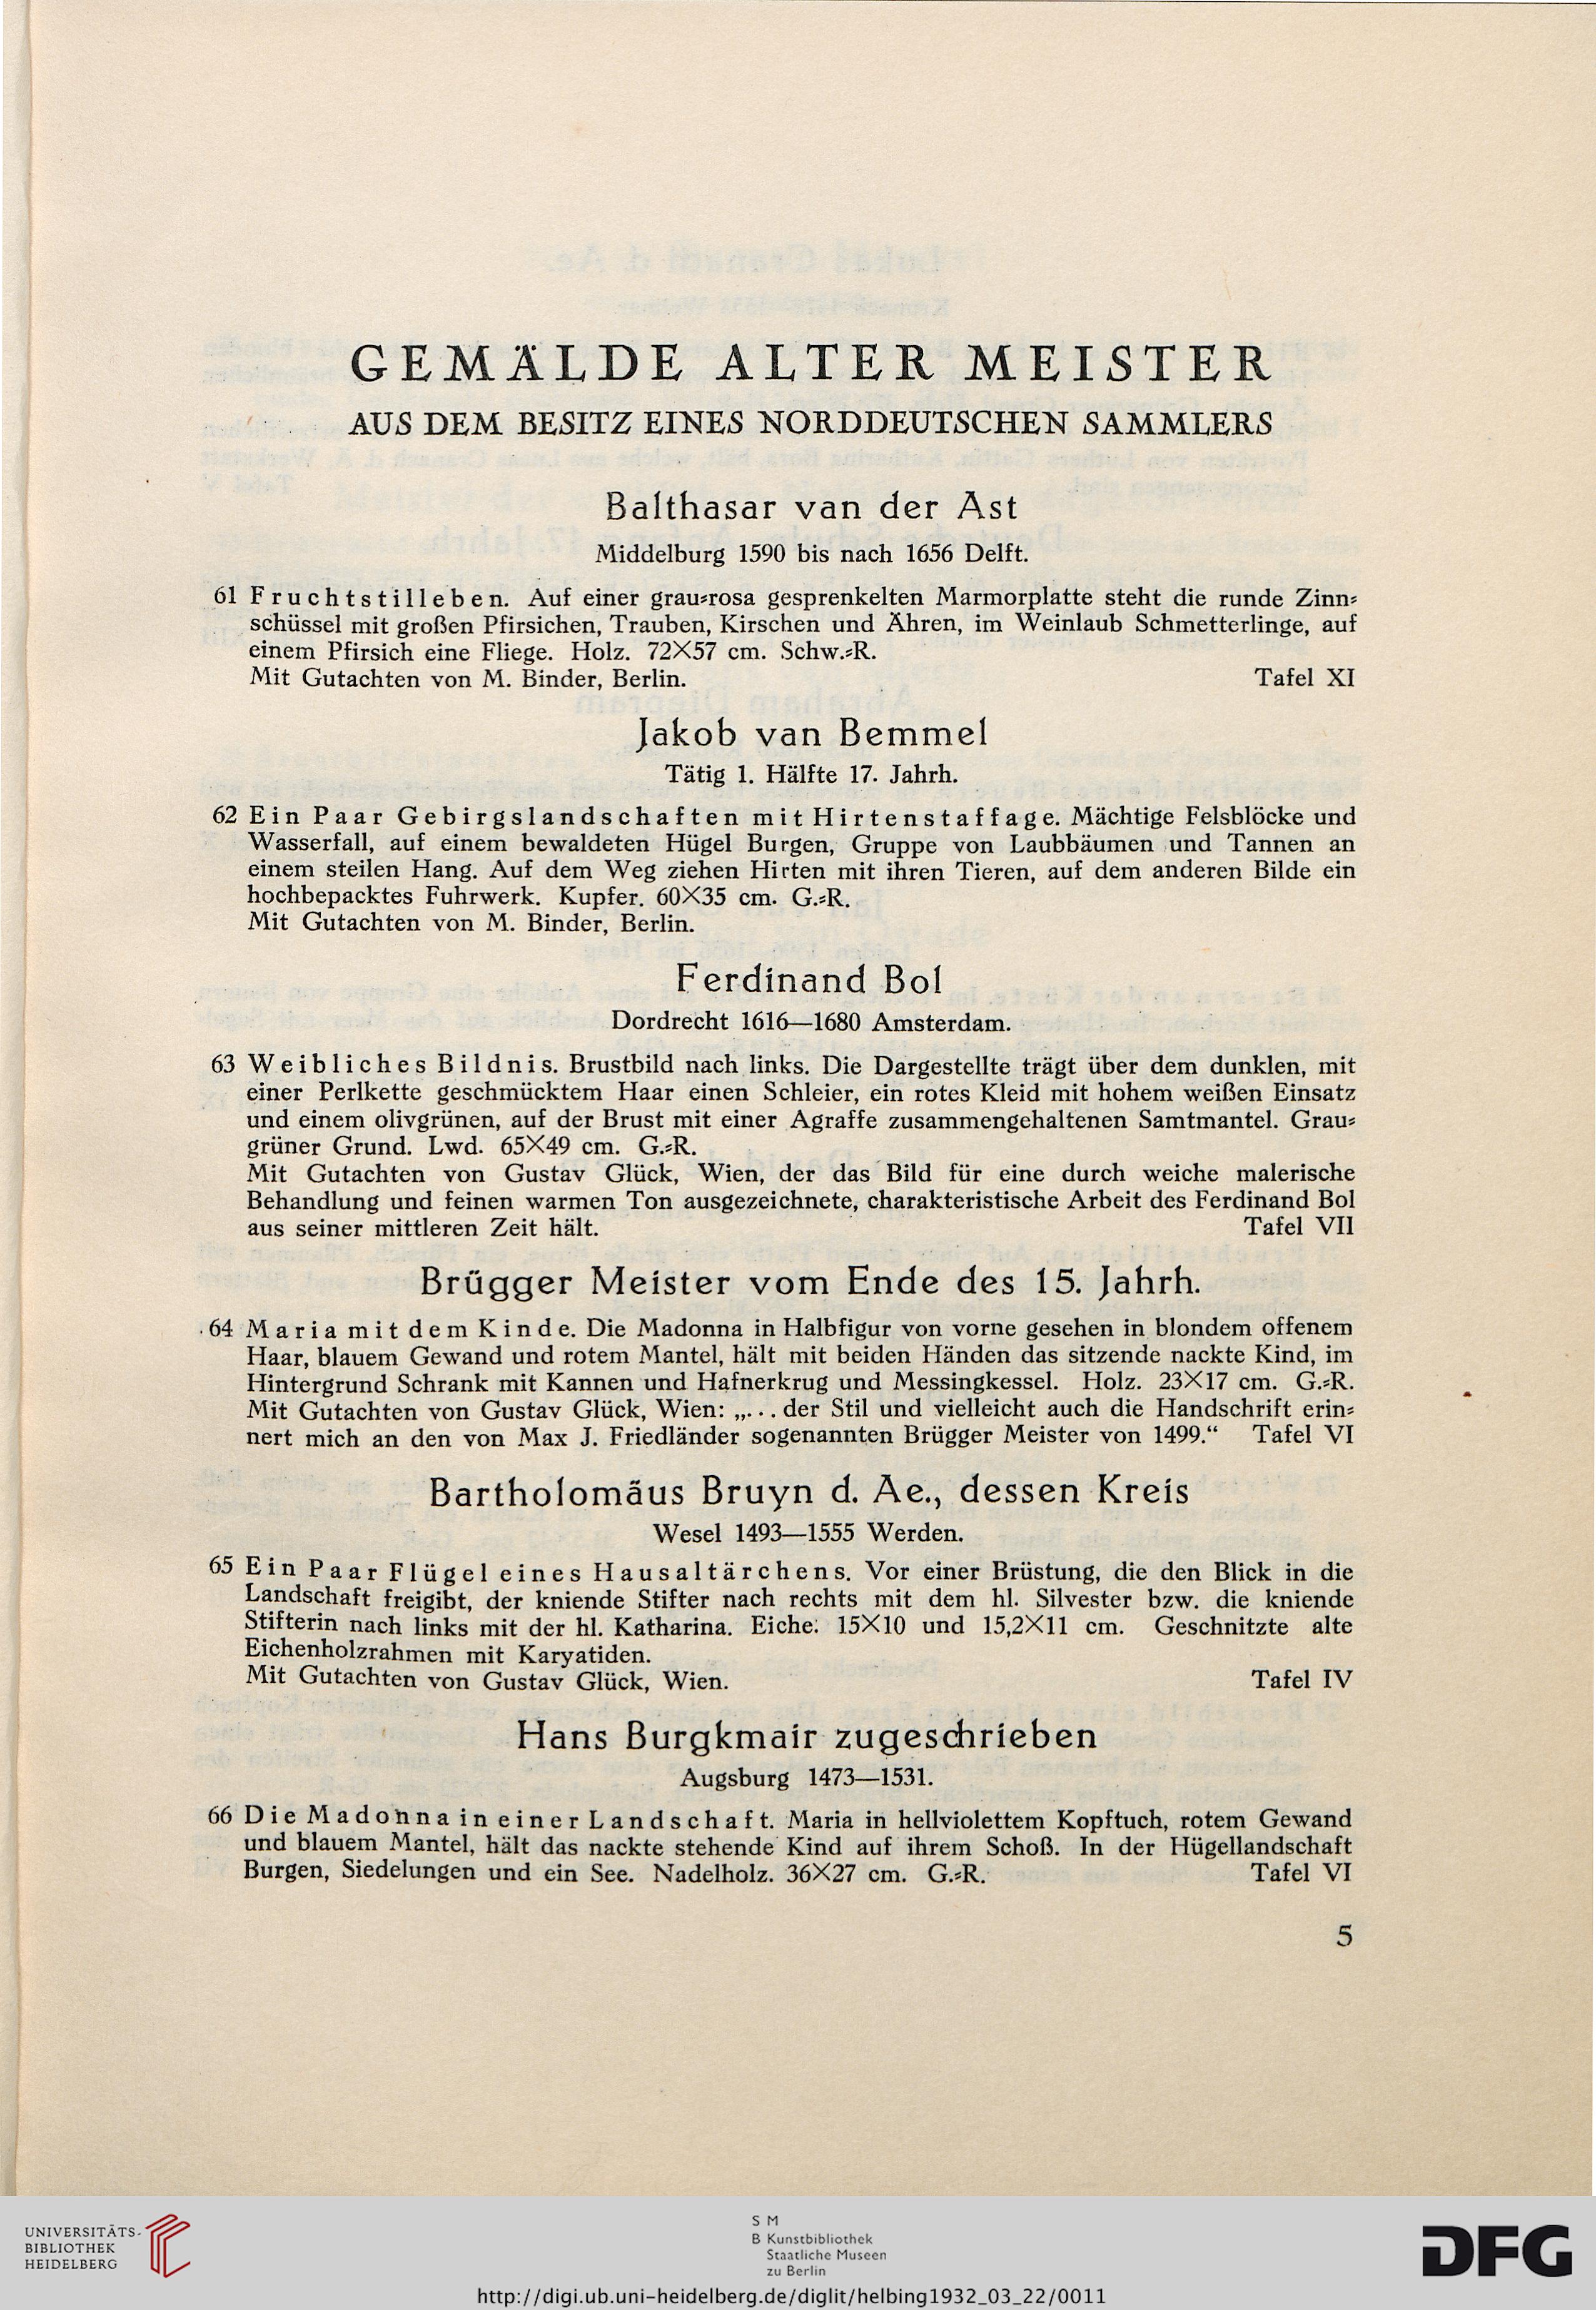 GEMÄLDE ALTER MEISTER
AUS DEM BESITZ EINES NORDDEUTSCHEN SAMMLERS
Balthasar van der Ast
Middelburg 1590 bis nach 1656 Delft.
61 Fruchtstilleben. Auf einer grau=rosa gesprenkelten Marmorplatte steht die runde Zinn=
schüssel mit großen Pfirsichen, Trauben, Kirschen und Ähren, im Weinlaub Schmetterlinge, auf
einem Pfirsich eine Fliege. Holz. 72×57 cm. Schw.=R.
Mit Gutachten von M. Binder, Berlin. Tafel XI
Jakob van Bemmel
Tätig 1. Hälfte 17. Jahrh.
62 Ein Paar Gebirgslandschaften mit Hirtenstaffage. Mächtige Felsblöcke und
Wasserfall, auf einem bewaldeten Hügel Burgen, Gruppe von Laubbäumen und Tannen an
einem steilen Hang. Auf dem Weg ziehen Hirten mit ihren Tieren, auf dem anderen Bilde ein
hochbepacktes Fuhrwerk. Kupfer. 60×35 cm. G.=R.
Mit Gutachten von M. Binder, Berlin.
Ferdinand Bol
Dordrecht 1616—1680 Amsterdam.
63 Weibliches Bildnis. Brustbild nach links. Die Dargestellte trägt über dem dunklen, mit
einer Perlkette geschmücktem Haar einen Schleier, ein rotes Kleid mit hohem weißen Einsatz
und einem olivgrünen, auf der Brust mit einer Agraffe zusammengehaltenen Samtmantel. Grau=
grüner Grund. Lwd. 65×49 cm. G.=R.
Mit Gutachten von Gustav Glück, Wien, der das Bild für eine durch weiche malerische
Behandlung und feinen warmen Ton ausgezeichnete, charakteristische Arbeit des Ferdinand Bol
aus seiner mittleren Zeit hält. Tafel VII
Brügger Meister vom Ende des 15. Jahrh.
64 Maria mit dem Kinde. Die Madonna in Halbfigur von vorne gesehen in blondem offenem
Haar, blauem Gewand und rotem Mantel, hält mit beiden Händen das sitzende nackte Kind, im
Hintergrund Schrank mit Kannen und Hafnerkrug und Messingkessel. Holz. 23×17 cm. G.=R.
Mit Gutachten von Gustav Glück, Wien: „... der Stil und vielleicht auch die Handschrift erin=
nert mich an den von Max J. Friedländer sogenannten Brügger Meister von 1499.“ Tafel VI
Bartholomäus Bruyn d. Ae., dessen Kreis
Wesel 1493—1555 Werden.
65 Ein Paar Flügel eines Hausaltärchens. Vor einer Brüstung, die den Blick in die
Landschaft freigibt, der kniende Stifter nach rechts mit dem hl. Silvester bzw. die kniende
Stifterin nach links mit der hl. Katharina. Eiche. 15×10 und 15,2×11 cm. Geschnitzte alte
Eichenholzrahmen mit Karyatiden.
Mit Gutachten von Gustav Glück, Wien. Tafel IV
Hans Burgkmair zugeschrieben
Augsburg 1473—1531.
66 Die Madonna in einer Landschaft. Maria in hellviolettem Kopftuch, rotem Gewand
und blauem Mantel, hält das nackte stehende Kind auf ihrem Schoß. In der Hügellandschaft
Burgen, Siedelungen und ein See. Nadelholz. 36×27 cm. G.=R. Tafel VI
5
UNIVERSITÄTS-
BIBLIOTHEK
HEIDELBERG
S M
B Kunstbibliothek
Staatliche Museen
zu Berlin
DFG
http://digi.ub.uni-heidelberg.de/diglit/helbing1932_03_22/0011